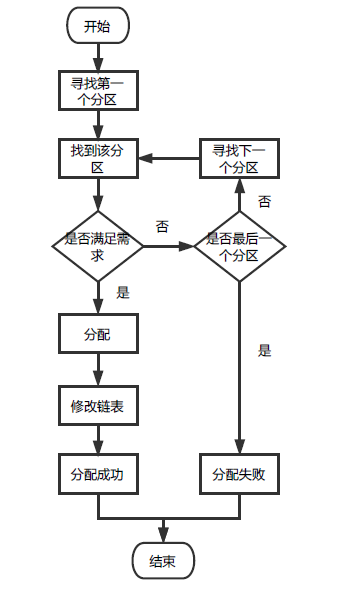 开始
寻找第一
个分区
找到该分
区
寻找下一
个分区
否
是否满足需
求
否
是否最后一
个分区
是
分配
是
修改链表
分配成功
分配失败
结束